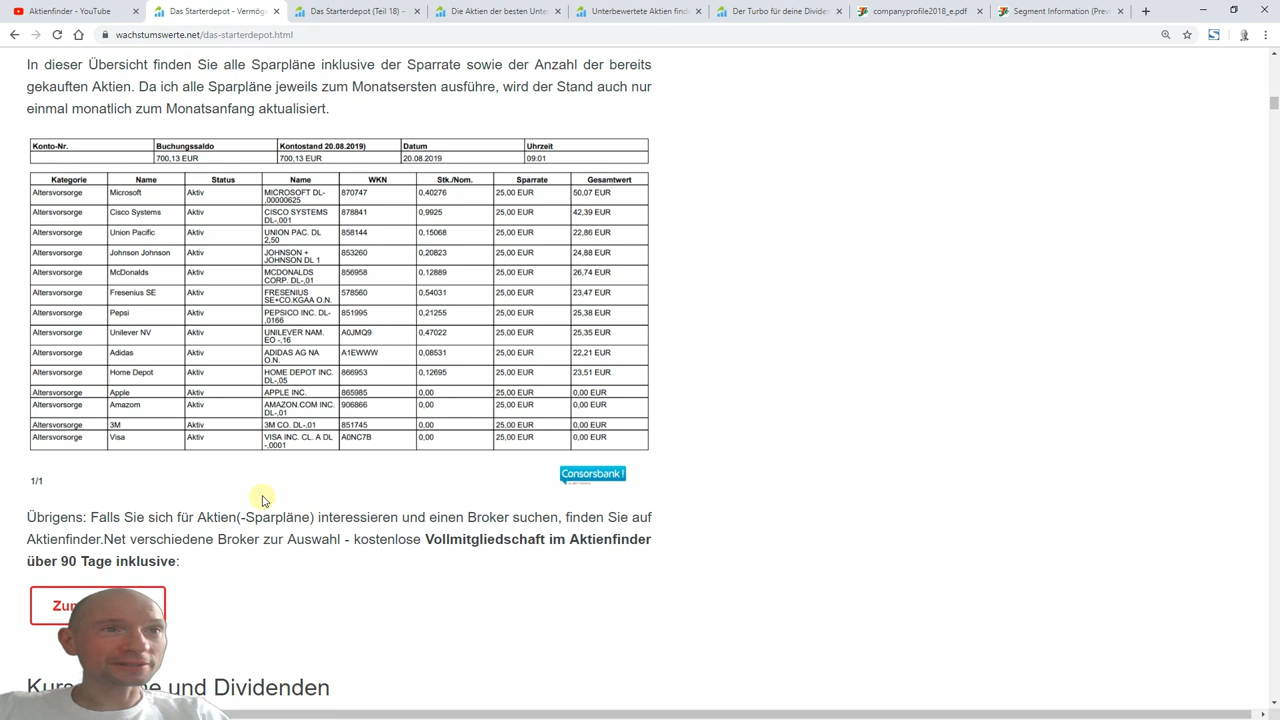 Aktienfinder - YouTube
Das Starterdepot - Vermög
Das Starterdepot (Teil 18) –
Die Aktien der besten Unte
Unterbewertete Aktien find
Der Turbo für deine Divide
companyprofile2018_e.pdf
Segment Information (Prev
wachstumswerte.net/das-starterdepot.html
In dieser Übersicht finden Sie alle Sparpläne inklusive der Sparrate sowie der Anzahl der bereits
gekauften Aktien. Da ich alle Sparpläne jeweils zum Monatsersten ausführe, wird der Stand auch nur
einmal monatlich zum Monatsanfang aktualisiert.
Konto-Nr. Buchungssaldo Kontostand 20.08.2019) Datum Uhrzeit
700,13 EUR 700,13 EUR 20.08.2019 09:01
Kategorie Name Status Name WKN Stk./Nom. Sparrate Gesamtwert
Altersvorsorge Microsoft Aktiv MICROSOFT DL- 870747 0,40276 25,00 EUR 50,07 EUR
,00000625
Altersvorsorge Cisco Systems Aktiv CISCO SYSTEMS 878841 0,9925 25,00 EUR 42,39 EUR
DL-,001
Altersvorsorge Union Pacific Aktiv UNION PAC. DL 858144 0,15068 25,00 EUR 22,86 EUR
2,50
Altersvorsorge Johnson Johnson Aktiv JOHNSON + 853260 0,20823 25,00 EUR 24,88 EUR
JOHNSON DL 1
Altersvorsorge McDonalds Aktiv MCDONALDS 856958 0,12889 25,00 EUR 26,74 EUR
CORP. DL-,01
Altersvorsorge Fresenius SE Aktiv FRESENIUS 578560 0,54031 25,00 EUR 23,47 EUR
SE+CO.KGAA O.N.
Altersvorsorge Pepsi Aktiv PEPSICO INC. DL- 851995 0,21255 25,00 EUR 25,38 EUR
,0166
Altersvorsorge Unilever NV Aktiv UNILEVER NAM. A0JMQ9 0,47022 25,00 EUR 25,35 EUR
EO -,16
Altersvorsorge Adidas Aktiv ADIDAS AG NA A1EWWW 0,08531 25,00 EUR 22,21 EUR
O.N.
Altersvorsorge Home Depot Aktiv HOME DEPOT INC. 866953 0,12695 25,00 EUR 23,51 EUR
DL-,05
Altersvorsorge Apple Aktiv APPLE INC. 865985 0,00 25,00 EUR 0,00 EUR
Altersvorsorge Amazom Aktiv AMAZON.COM INC. 906866 0,00 25,00 EUR 0,00 EUR
DL-,01
Altersvorsorge 3M Aktiv 3M CO. DL-,01 851745 0,00 25,00 EUR 0,00 EUR
Altersvorsorge Visa Aktiv VISA INC. CL. A DL A0NC7B 0,00 25,00 EUR 0,00 EUR
-,0001
1/1
Consorsbank!
Übrigens: Falls Sie sich für Aktien(-Sparpläne) interessieren und einen Broker suchen, finden Sie auf
Aktienfinder.Net verschiedene Broker zur Auswahl - kostenlose Vollmitgliedschaft im Aktienfinder
über 90 Tage inklusive:
Kurs e und Dividenden